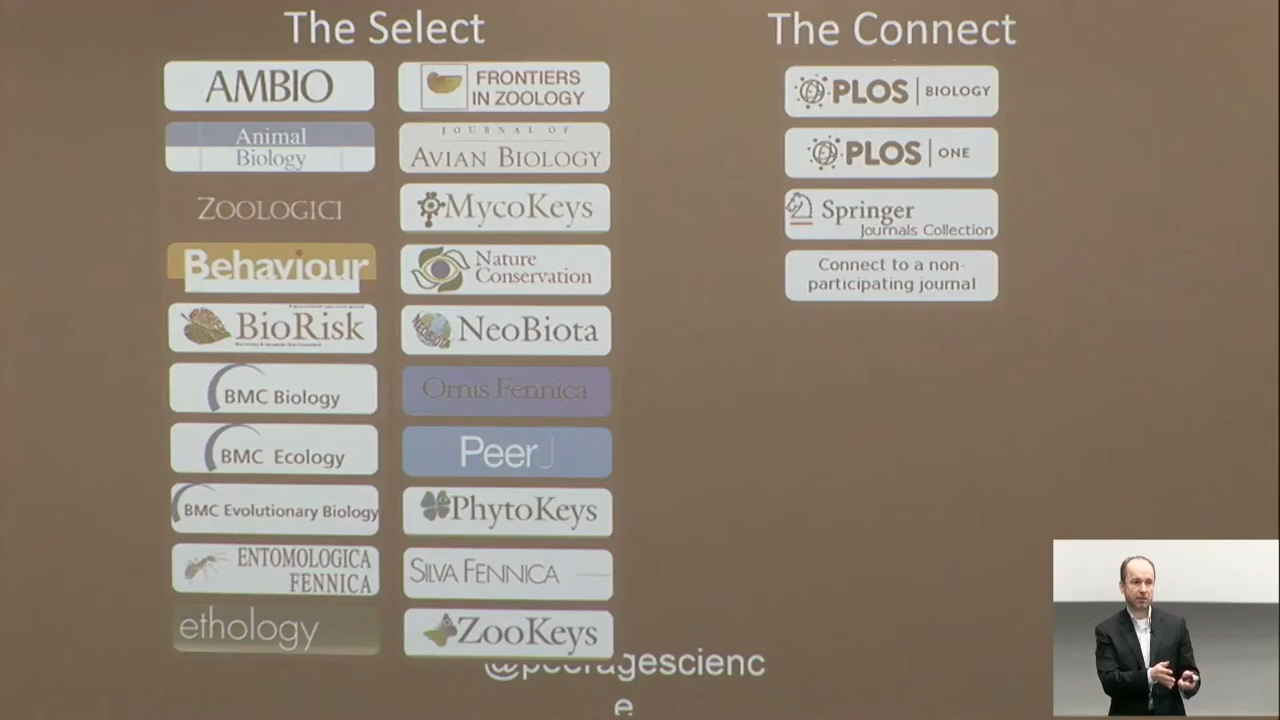 The Select
AMBIO
Animal
Biology
ZOOLOGICI
Behaviour
BioRisk
BMC Biology
BMC Ecology
BMC Evolutionary Biology
ENTOMOLOGICA
FENNICA
ethology
FRONTIERS
IN ZOOLOGY
JOURNAL OF
AVIAN BIOLOGY
MycoKeys
Nature
Conservation
NEOBIOTA
NeoBiota
Ornis Fennica
PeerJ
PhytoKeys
SILVA FENNICA
ZooKeys
The Connect
PLOS | BIOLOGY
PLOS | ONE
Springer
Journals Collection
Connect to a non-
participating journal
@peeragescienc
e